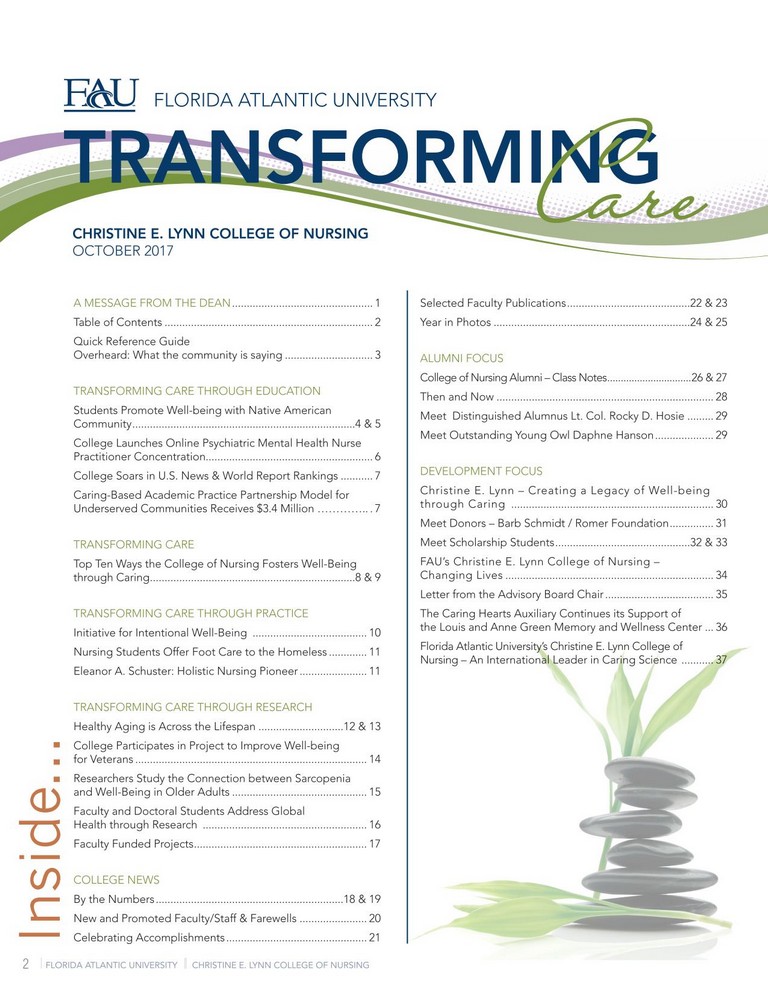 FAU FLORIDA ATLANTIC UNIVERSITY
TRANSFORMING
Care
CHRISTINE E. LYNN COLLEGE OF NURSING
OCTOBER 2017
A MESSAGE FROM THE DEAN................................................ 1
Table of Contents ....................................................................... 2
Quick Reference Guide
Overheard: What the community is saying .............................. 3
TRANSFORMING CARE THROUGH EDUCATION
Students Promote Well-being with Native American
Community............................................................................4 & 5
College Launches Online Psychiatric Mental Health Nurse
Practitioner Concentration......................................................... 6
College Soars in U.S. News & World Report Rankings ........... 7
Caring-Based Academic Practice Partnership Model for
Underserved Communities Receives $3.4 Million ………….. . 7
TRANSFORMING CARE
Top Ten Ways the College of Nursing Fosters Well-Being
through Caring......................................................................8 & 9
TRANSFORMING CARE THROUGH PRACTICE
Initiative for Intentional Well-Being ....................................... 10
Nursing Students Offer Foot Care to the Homeless............. 11
Eleanor A. Schuster: Holistic Nursing Pioneer....................... 11
TRANSFORMING CARE THROUGH RESEARCH
Healthy Aging is Across the Lifespan .............................12 & 13
College Participates in Project to Improve Well-being
for Veterans............................................................................... 14
Researchers Study the Connection between Sarcopenia
and Well-Being in Older Adults .............................................. 15
Faculty and Doctoral Students Address Global
Health through Research ........................................................ 16
Faculty Funded Projects........................................................... 17
COLLEGE NEWS
By the Numbers................................................................18 & 19
New and Promoted Faculty/Staff & Farewells ....................... 20
Celebrating Accomplishments................................................ 21
Selected Faculty Publications..........................................22 & 23
Year in Photos ...................................................................24 & 25
ALUMNI FOCUS
College of Nursing Alumni – Class Notes..............................26 & 27
Then and Now .......................................................................... 28
Meet Distinguished Alumnus Lt. Col. Rocky D. Hosie ......... 29
Meet Outstanding Young Owl Daphne Hanson.................... 29
DEVELOPMENT FOCUS
Christine E. Lynn – Creating a Legacy of Well-being
through Caring ..................................................................... 30
Meet Donors – Barb Schmidt / Romer Foundation............... 31
Meet Scholarship Students..............................................32 & 33
FAU's Christine E. Lynn College of Nursing –
Changing Lives ....................................................................... 34
Letter from the Advisory Board Chair..................................... 35
The Caring Hearts Auxiliary Continues its Support of
the Louis and Anne Green Memory and Wellness Center ... 36
Florida Atlantic University's Christine E. Lynn College of
Nursing – An International Leader in Caring Science ........... 37
Inside...
2 FLORIDA ATLANTIC UNIVERSITY | CHRISTINE E. LYNN COLLEGE OF NURSING